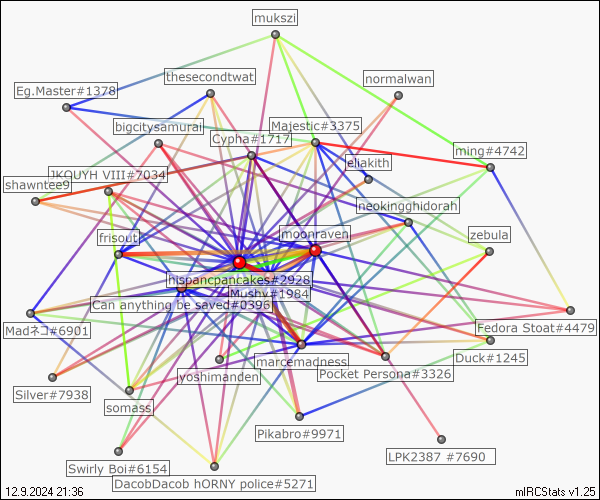 mukszi
thesecondtwat
normalwan
Eg.Master#1378
bigcitysamurai
Majestic#3375
Cypha#1717
ming#4742
eliakith
JKQUYH VIII#7034
shawntee9
neokingghidorah
frisout
moonraven
zebula
hispancpancakes#2928
Mushy#1984
Can anything be saved#0396
Madネコ#6901
Fedora Stoat#4479
marcemadness
Duck#1245
yoshimanden
Pocket Persona#3326
Silver#7938
somass
Pikabro#9971
LPK2387 #7690
Swirly Boi#6154
DacobDacob hORNY police#5271
12.9.2024 21:36
mIRCStats v1.25